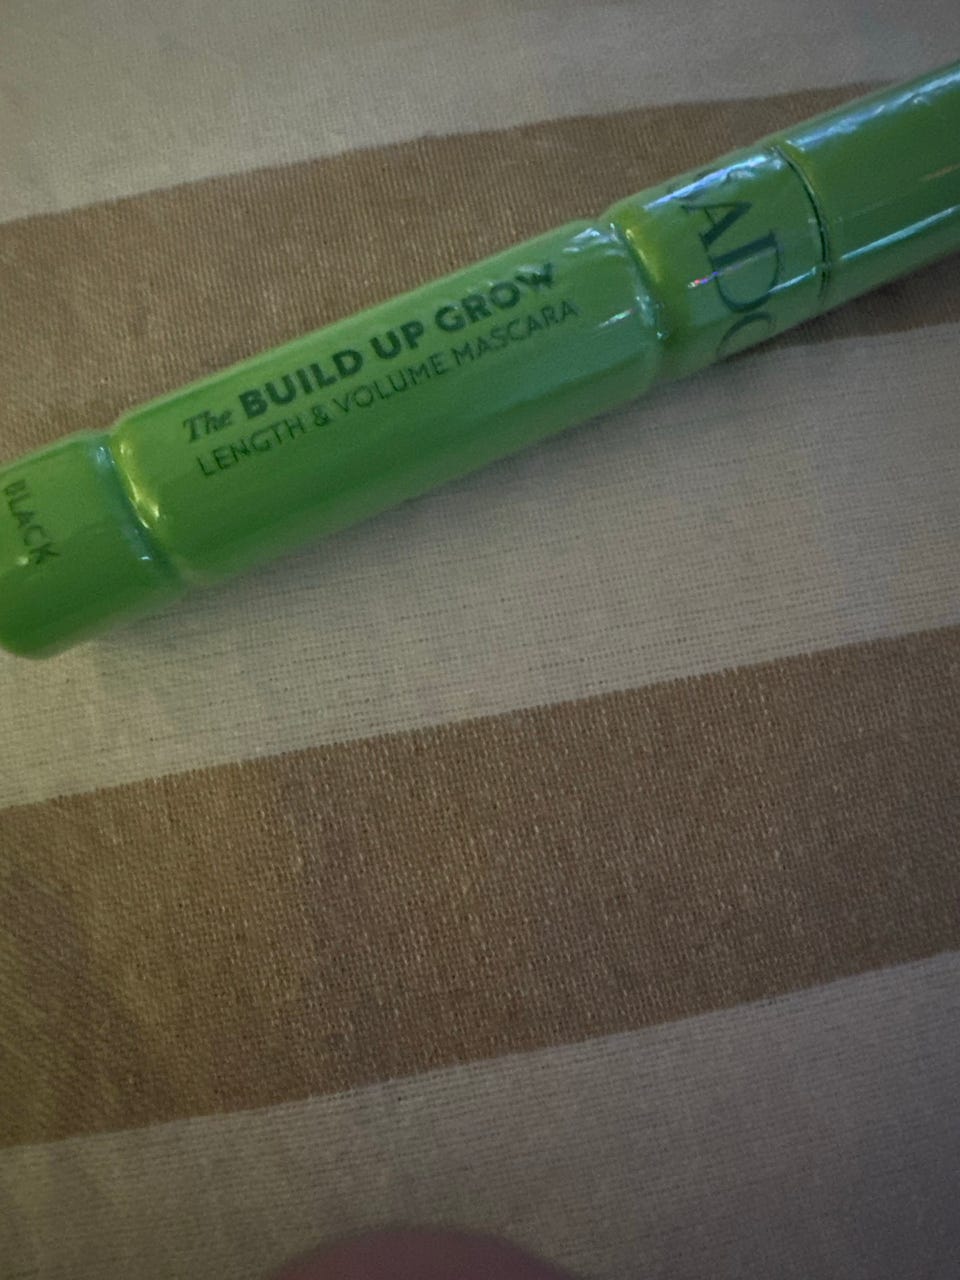 The BUILD UP GROW
LENGTH & VOLUME MASCARA
BLACK